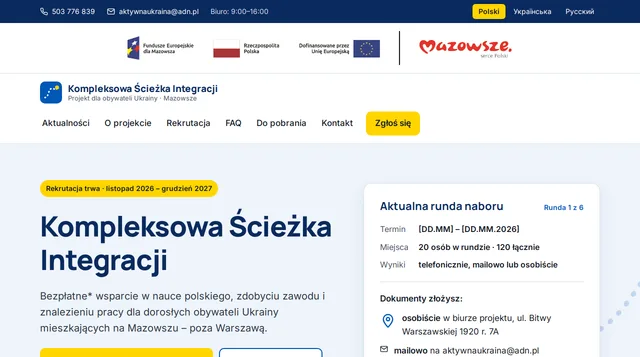 503 776 839 aktywnaukraina@adn.pl Biuro: 9:00–16:00 Polski Українська Русский
Fundusze Europejskie
dla Mazowsza
Rzeczpospolita
Polska
Dofinansowane przez
Unię Europejską
Mazowsze.
serce Polski
Kompleksowa Ścieżka Integracji
Projekt dla obywateli Ukrainy · Mazowsze
Aktualności O projekcie Rekrutacja FAQ Do pobrania Kontakt Zgłoś się
Rekrutacja trwa · listopad 2026 – grudzień 2027
Kompleksowa Ścieżka
Integracji
Bezpłatne* wsparcie w nauce polskiego, zdobyciu zawodu i
znalezieniu pracy dla dorosłych obywateli Ukrainy
mieszkających na Mazowszu – poza Warszawą.
Aktualna runda naboru Runda 1 z 6
Termin [DD.MM] – [DD.MM.2026]
Miejsca 20 osób w rundzie · 120 łącznie
Wyniki telefonicznie, mailowo lub osobiście
Dokumenty złożysz:
osobiście w biurze projektu, ul. Bitwy
Warszawskiej 1920 r. 7A
mailowo na aktywnaukraina@adn.pl